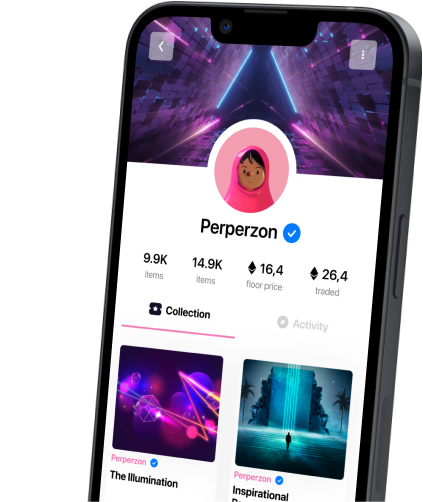 Perperzon
9.9K 14.9K 16,4 26,4
items items floor price traded
Collection Activity
Perperzon Perperzon
The Illumination Inspirational